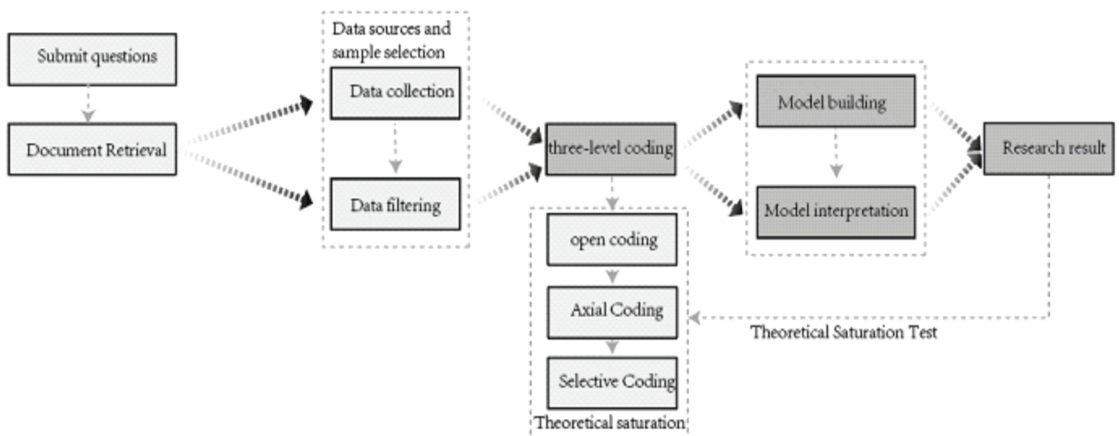 Submit questions
Document Retrieval
Data sources and
sample selection
Data collection
Data filtering
three-level coding
open coding
Axial Coding
Selective Coding
Theoretical saturation
Model building
Model interpretation
Research result
Theoretical Saturation Test